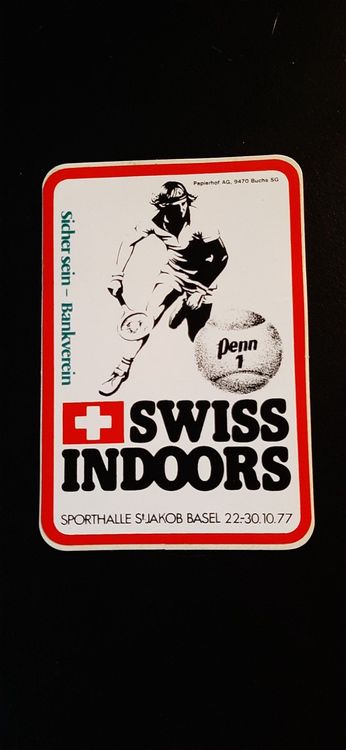 Papierhof AG, 9470 Buchs SG
Sicher sein – Bankverein
Penn
1
SWISS
INDOORS
SPORTHALLE St.JAKOB BASEL 22.-30.10.77